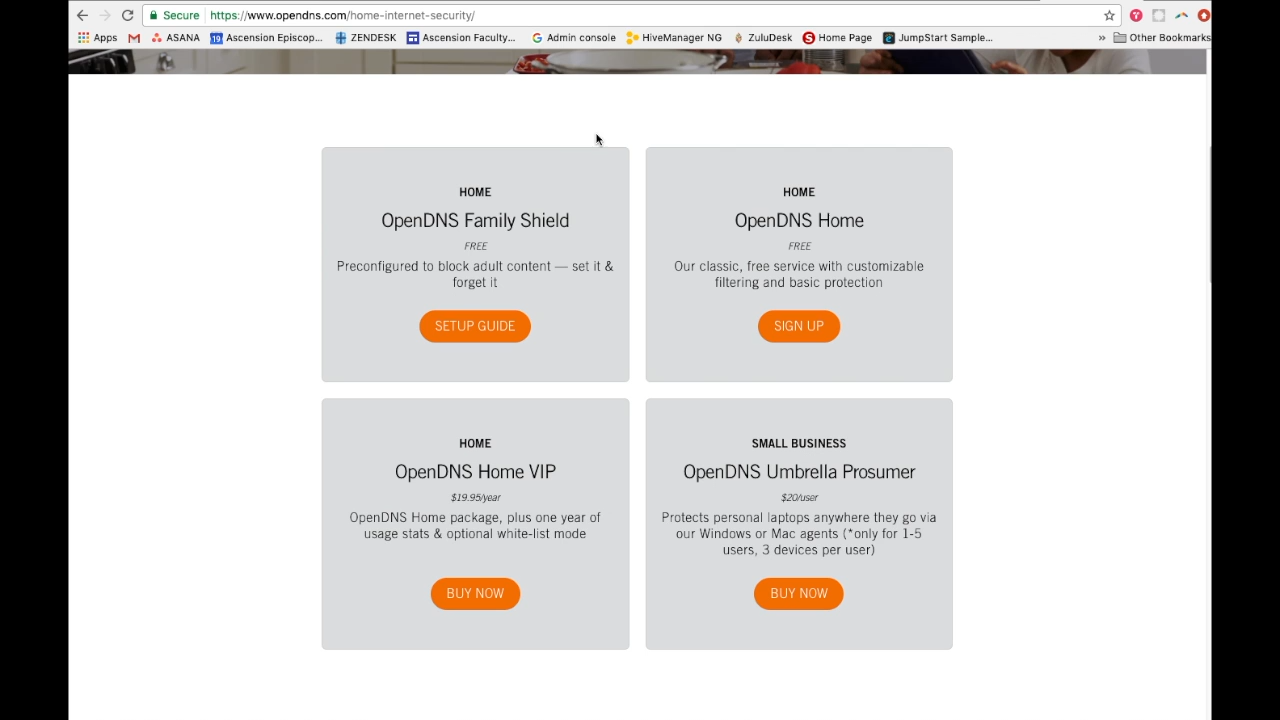 Secure https://www.opendns.com/home-internet-security/
Apps ASANA 19 Ascension Episcop... ZENDESK Ascension Faculty... Admin console HiveManager NG ZuluDesk Home Page JumpStart Sample... » Other Bookmarks
HOME
OpenDNS Family Shield
FREE
Preconfigured to block adult content — set it &
forget it
SETUP GUIDE
HOME
OpenDNS Home
FREE
Our classic, free service with customizable
filtering and basic protection
SIGN UP
HOME
OpenDNS Home VIP
$19.95/year
OpenDNS Home package, plus one year of
usage stats & optional white-list mode
BUY NOW
SMALL BUSINESS
OpenDNS Umbrella Prosumer
$20/user
Protects personal laptops anywhere they go via
our Windows or Mac agents (*only for 1-5
users, 3 devices per user)
BUY NOW